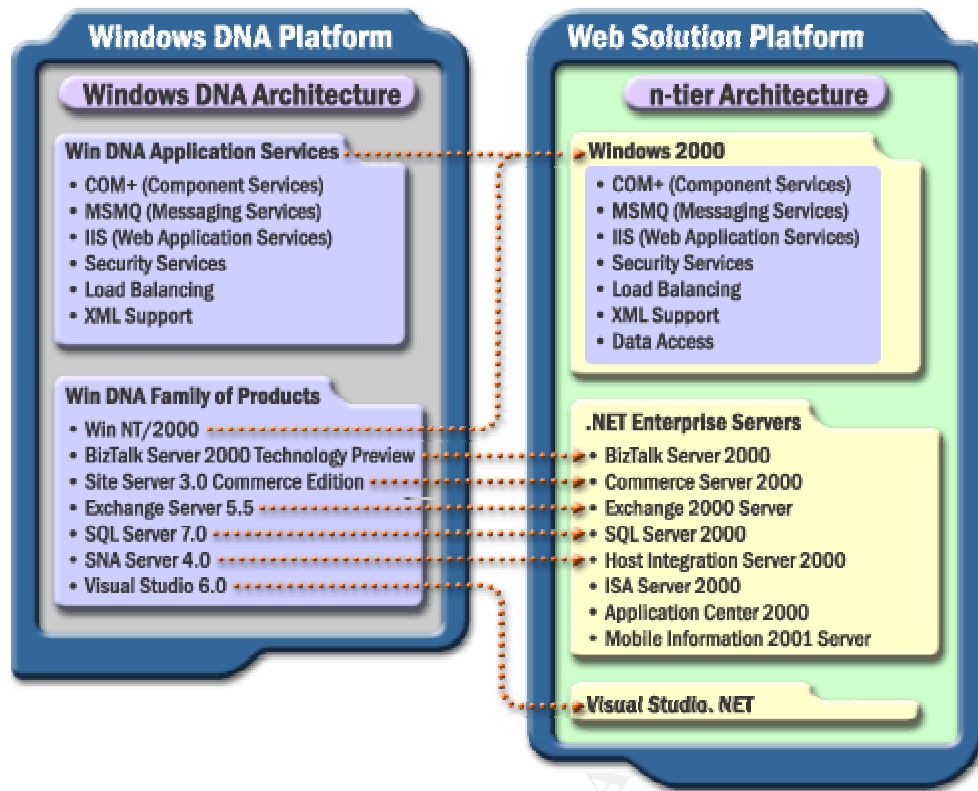 Windows DNA Platform
Windows DNA Architecture
Win DNA Application Services
• COM+ (Component Services)
• MSMQ (Messaging Services)
• IIS (Web Application Services)
• Security Services
• Load Balancing
• XML Support
Win DNA Family of Products
• Win NT/2000
• BizTalk Server 2000 Technology Preview
• Site Server 3.0 Commerce Edition
• Exchange Server 5.5
• SQL Server 7.0
• SNA Server 4.0
• Visual Studio 6.0
Web Solution Platform
n-tier Architecture
Windows 2000
• COM+ (Component Services)
• MSMQ (Messaging Services)
• IIS (Web Application Services)
• Security Services
• Load Balancing
• XML Support
• Data Access
.NET Enterprise Servers
• BizTalk Server 2000
• Commerce Server 2000
• Exchange 2000 Server
• SQL Server 2000
• Host Integration Server 2000
• ISA Server 2000
• Application Center 2000
• Mobile Information 2001 Server
Visual Studio. NET